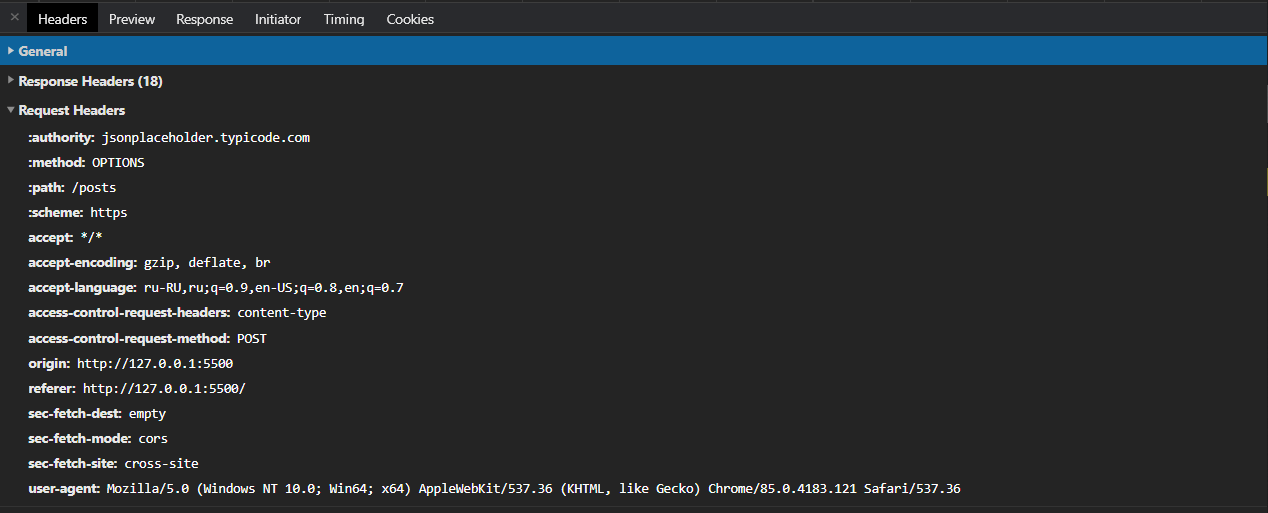 × Headers Preview Response Initiator Timing Cookies
General
Response Headers (18)
Request Headers
:authority: jsonplaceholder.typicode.com
:method: OPTIONS
:path: /posts
:scheme: https
accept: */*
accept-encoding: gzip, deflate, br
accept-language: ru-RU,ru;q=0.9,en-US;q=0.8,en;q=0.7
access-control-request-headers: content-type
access-control-request-method: POST
origin: http://127.0.0.1:5500
referer: http://127.0.0.1:5500/
sec-fetch-dest: empty
sec-fetch-mode: cors
sec-fetch-site: cross-site
user-agent: Mozilla/5.0 (Windows NT 10.0; Win64; x64) AppleWebKit/537.36 (KHTML, like Gecko) Chrome/85.0.4183.121 Safari/537.36